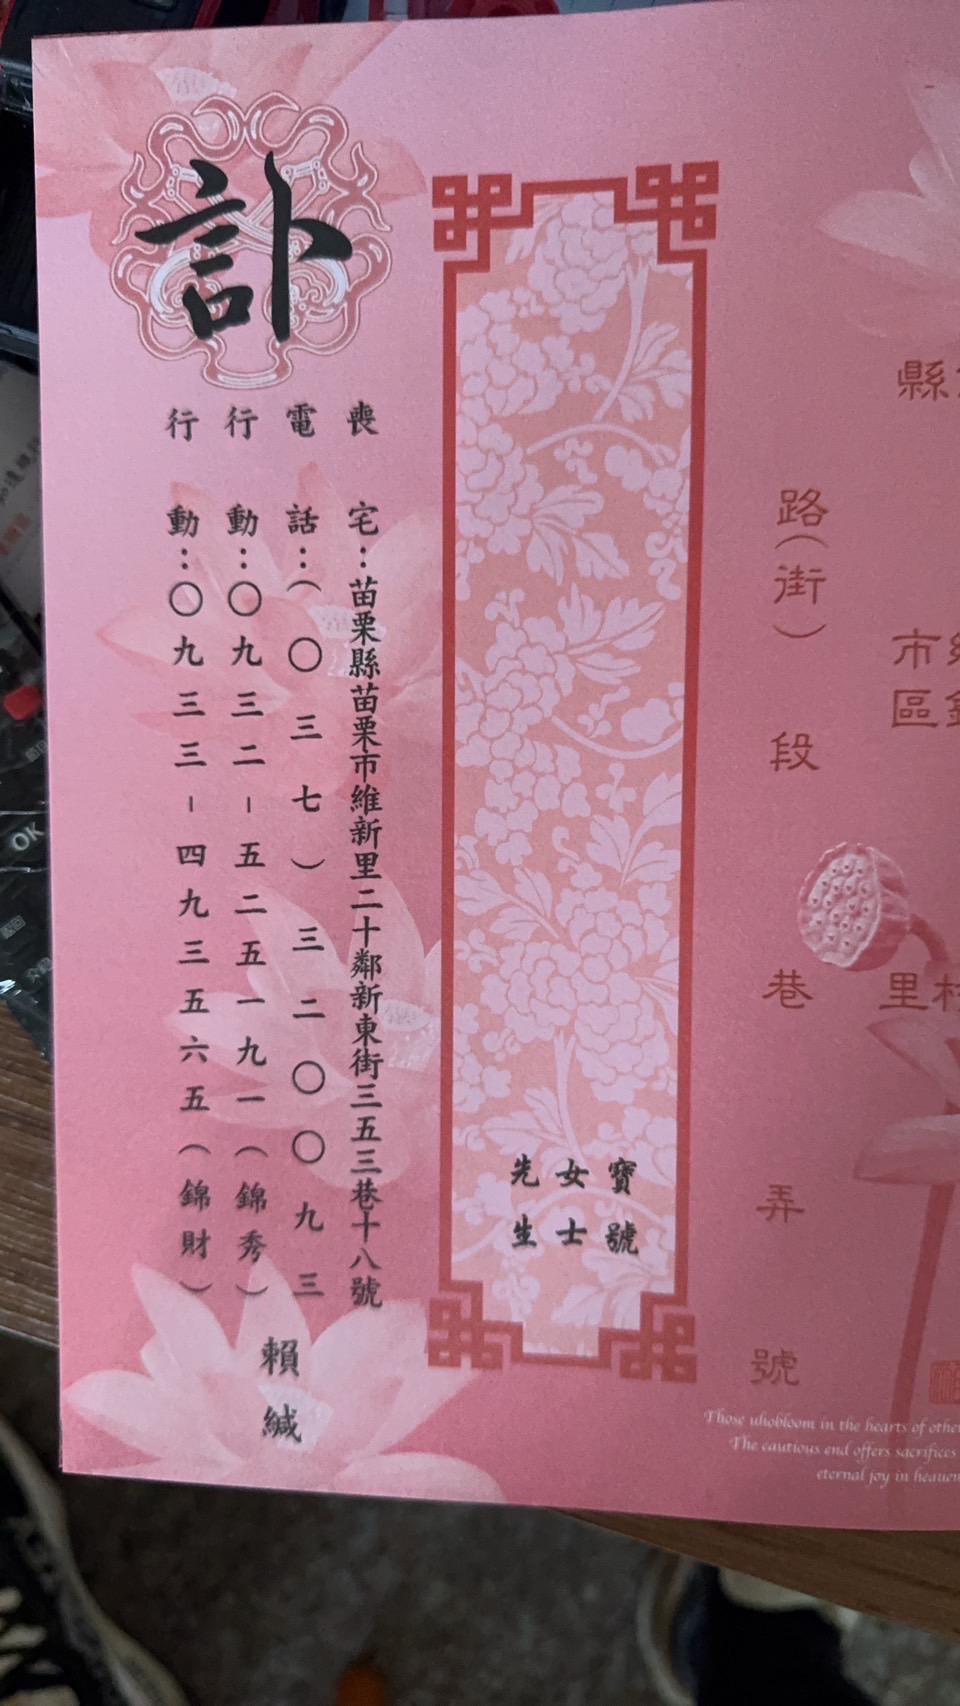 縣
市
區
里村
路(街)
段
巷
弄
號
寶號
女士
先生
訃
喪宅:苗栗縣苗栗市維新里二十鄰新東街三五三巷十八號
電話:(〇三七)三二〇〇九三
行動:〇九三二-五二五一九一(錦秀)
行動:〇九三三-四九三五六五(錦財)
賴緘
Those whobloom in the hearts of othe
The cautious end offers sacrifices
eternal joy in heaven
OK